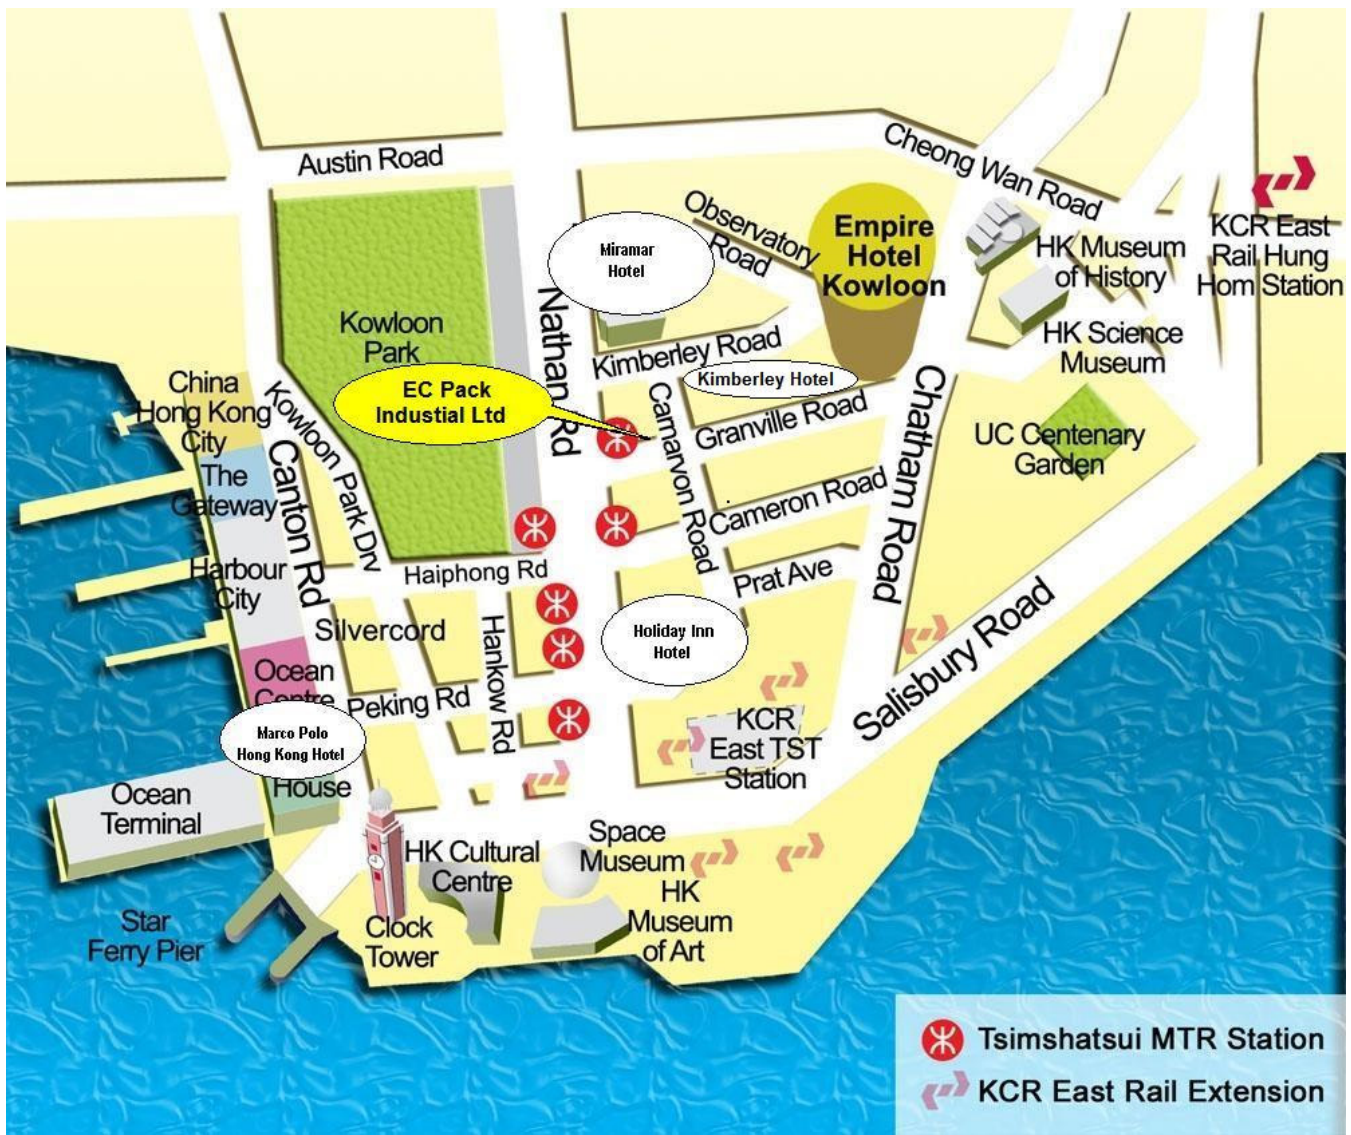 Austin Road
Cheong Wan Road
Observatory
Road
Empire
Hotel
Kowloon
Miramar
Hotel
HK Museum
of History
KCR East
Rail Hung
Hom Station
Kowloon
Park
Nathan Rd
Kimberley Road
HK Science
Museum
Kimberley Hotel
EC Pack
Industial Ltd
China
Hong Kong
City
Kowloon Park Drv
Canton Rd
Carnarvon Road
Granville Road
Chatham Road
UC Centenary
Garden
The
Gateway
Cameron Road
Haiphong Rd
Prat Ave
Harbour
City
Silvercord
Hankow Rd
Holiday Inn
Hotel
Salisbury Road
Ocean
Centre
Peking Rd
Marco Polo
Hong Kong Hotel
KCR
East TST
Station
House
Ocean
Terminal
Space
Museum
HK Cultural
Centre
HK
Museum
of Art
Star
Ferry Pier
Clock
Tower
Tsimshatsui MTR Station
KCR East Rail Extension